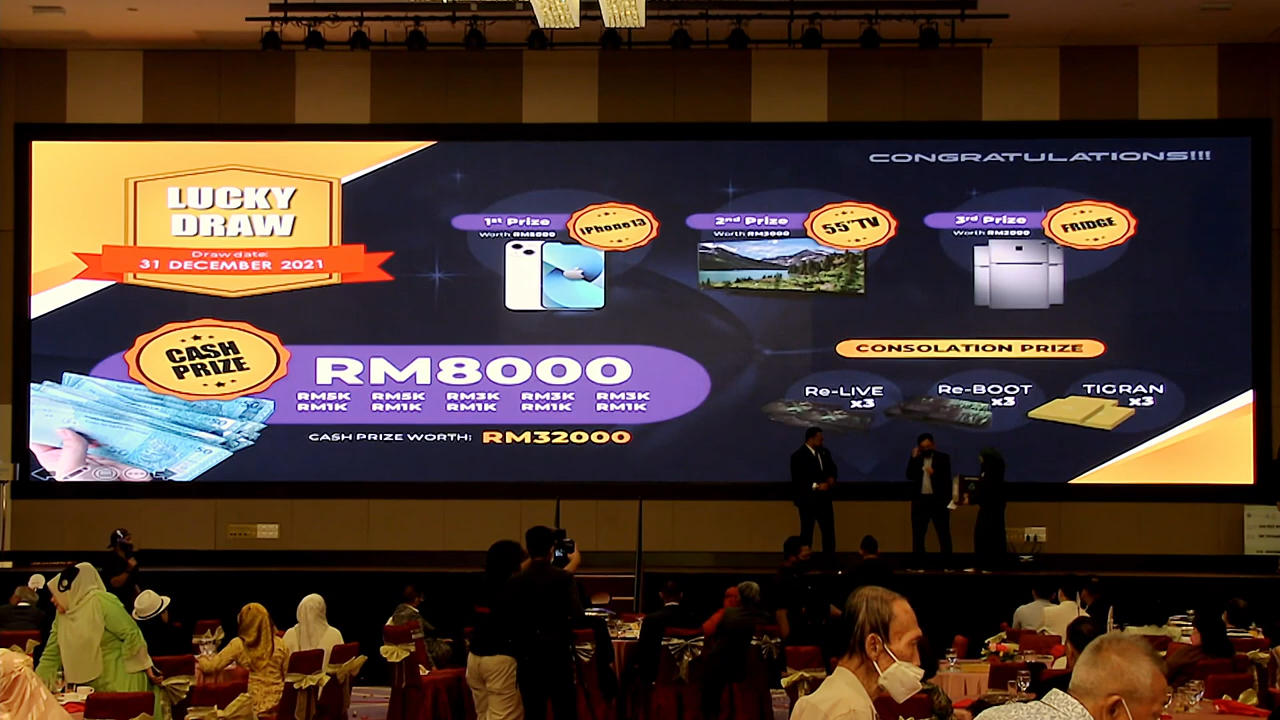 CONGRATULATIONS!!!
LUCKY
DRAW
Draw date:
31 DECEMBER 2021
1st Prize
iPhone13
2nd Prize
55"TV
3rd Prize
FRIDGE
CASH
PRIZE
RM8000
RM5K RM5K RM3K RM3K RM3K
RM1K RM1K RM1K RM1K RM1K
CASH PRIZE WORTH: RM32000
CONSOLATION PRIZE
Re-LIVE
x3
Re-BOOT
x3
TIGRAN
x3